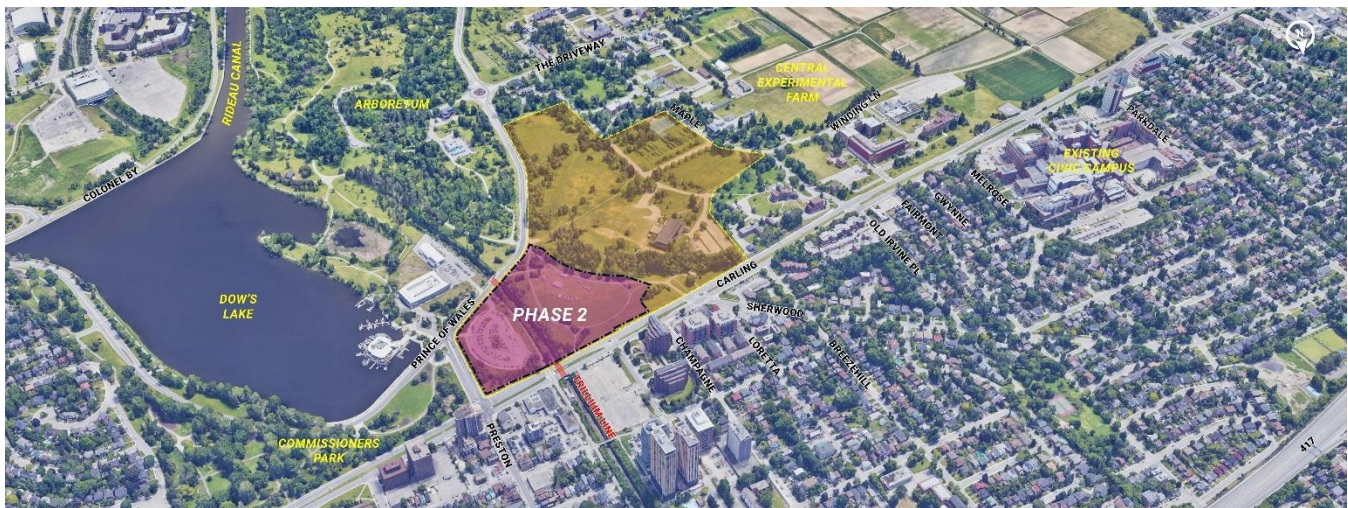 RIDEAU CANAL
THE DRIVEWAY
N
CENTRAL
EXPERIMENTAL
FARM
ARBORETUM
MAPLE
WINDING LN
PARKDALE
COLONEL BY
EXISTING
CIVIC CAMPUS
MELROSE
GWYNNE
FAIRMONT
OLD IRVINE PL
CARLING
DOW'S
LAKE
PHASE 2
PRINCE OF WALES
SHERWOOD
CHAMPAGNE
LORETTA
BREEZEHILL
TRILLIUM LINE
PRESTON
COMMISSIONERS
PARK
417